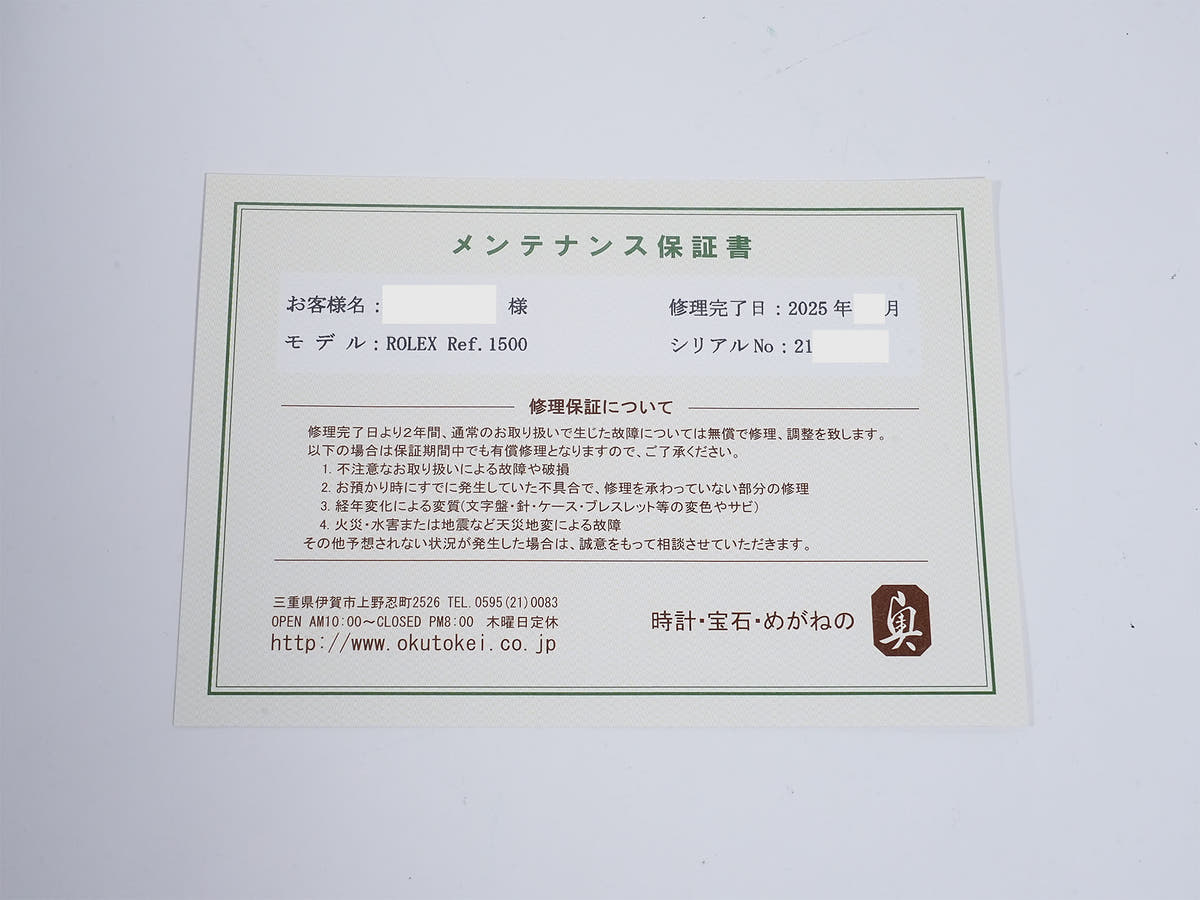 メンテナンス保証書
お客様名： 様
修理完了日：2025年 月
モデル：ROLEX Ref.1500
シリアルNo：21
修理保証について
修理完了日より2年間、通常のお取り扱いで生じた故障については無償で修理、調整を致します。
以下の場合は保証期間中でも有償修理となりますので、ご了承ください。
1. 不注意なお取り扱いによる故障や破損
2. お預かり時にすでに発生していた不具合で、修理を承わっていない部分の修理
3. 経年変化による変質(文字盤・針・ケース・ブレスレット等の変色やサビ)
4. 火災・水害または地震など天災地変による故障
その他予想されない状況が発生した場合は、誠意をもって相談させていただきます。
三重県伊賀市上野忍町2526 TEL.0595(21)0083
OPEN AM10:00～CLOSED PM8:00 木曜日定休
http://www.okutokei.co.jp
時計・宝石・めがねの 奥